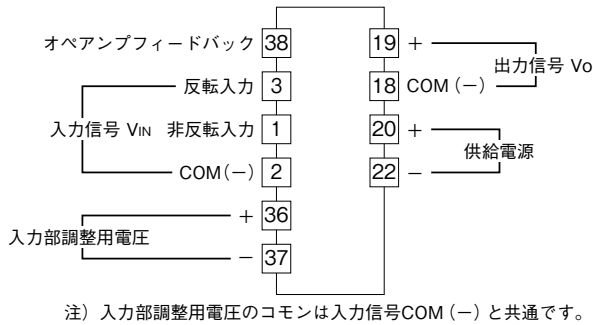 オペアンプフィードバック 38
19 +
出力信号 Vo
反転入力 3
18 COM(−)
入力信号 VIN 非反転入力 1
20 +
供給電源
COM(−) 2
22 −
+ 36
入力部調整用電圧
− 37
注) 入力部調整用電圧のコモンは入力信号COM(−)と共通です。